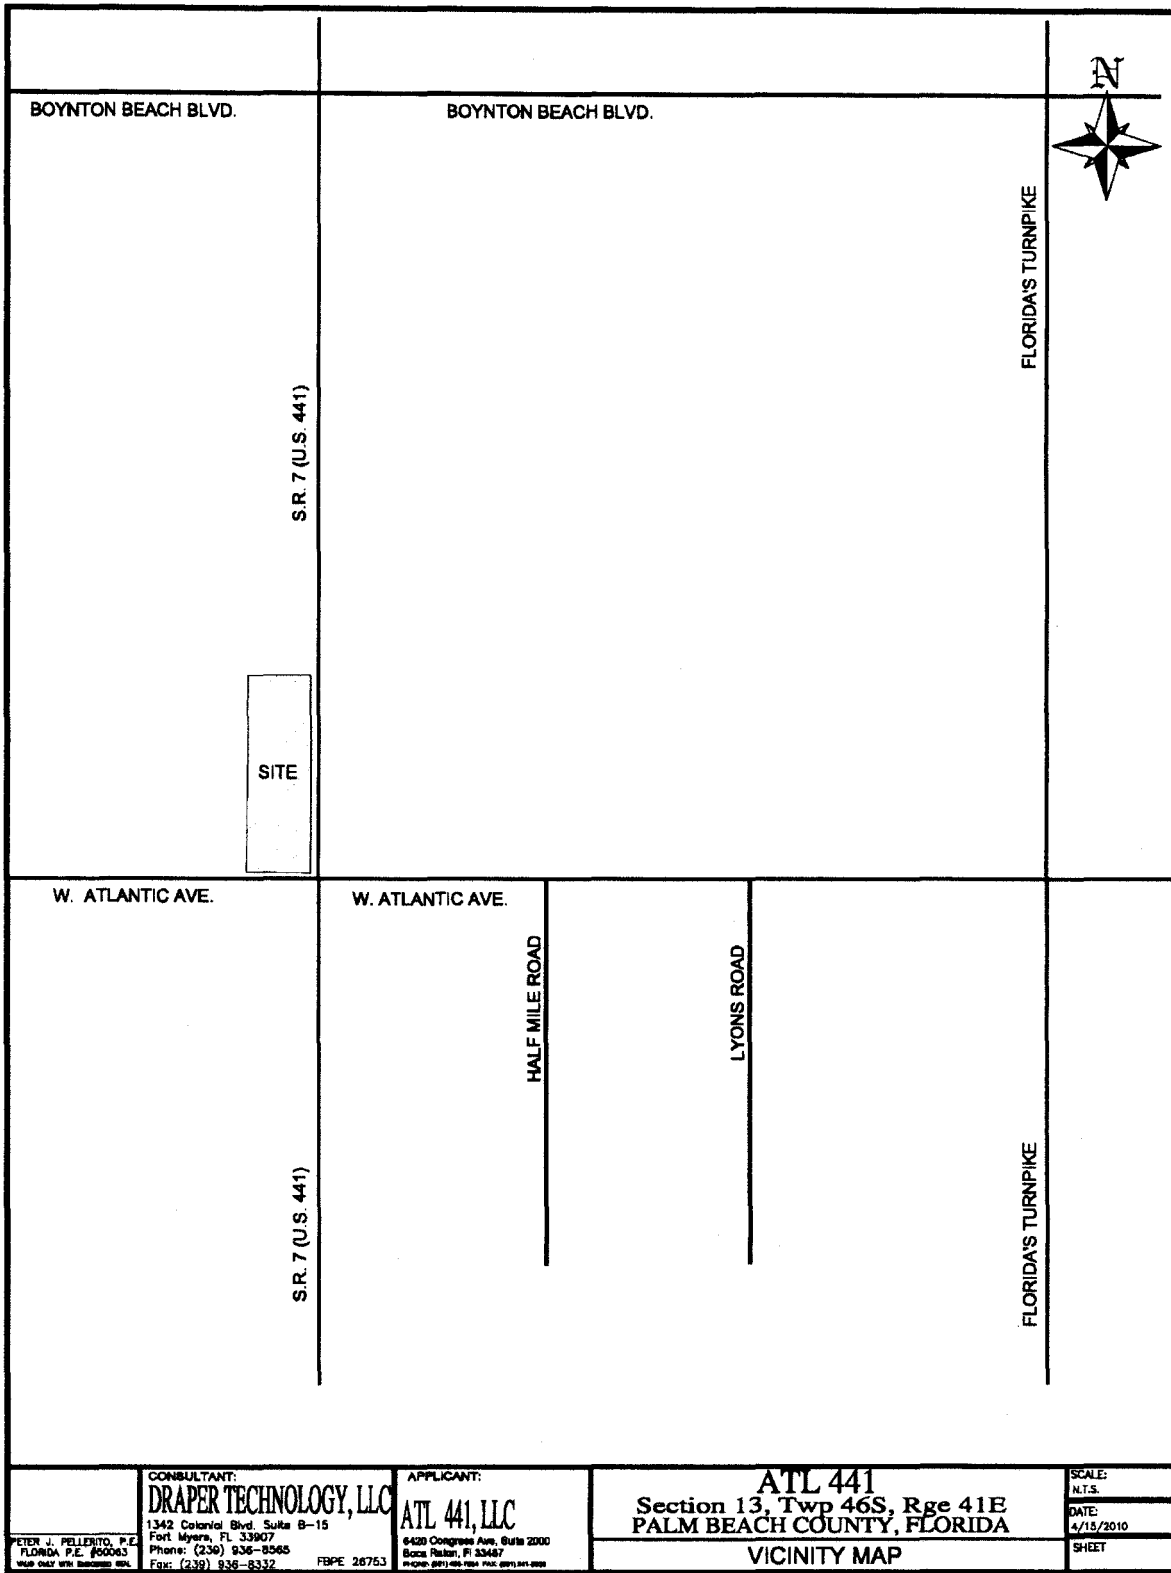 N
BOYNTON BEACH BLVD.
BOYNTON BEACH BLVD.
FLORIDA'S TURNPIKE
S.R. 7 (U.S. 441)
SITE
W. ATLANTIC AVE.
W. ATLANTIC AVE.
HALF MILE ROAD
LYONS ROAD
S.R. 7 (U.S. 441)
FLORIDA'S TURNPIKE
PETER J. PELLERITO, P.E.
FLORIDA P.E. #50063
CONSULTANT:
DRAPER TECHNOLOGY, LLC
1342 Colonial Blvd. Suite B-15
Fort Myers, FL 33907
Phone: (239) 936-8565
Fax: (239) 936-8332
FBPE 26753
APPLICANT:
ATL 441, LLC
6420 Congress Ave, Suite 2000
Boca Raton, Fl 33487
ATL 441
Section 13, Twp 46S, Rge 41E
PALM BEACH COUNTY, FLORIDA
VICINITY MAP
SCALE:
N.T.S.
DATE:
4/15/2010
SHEET